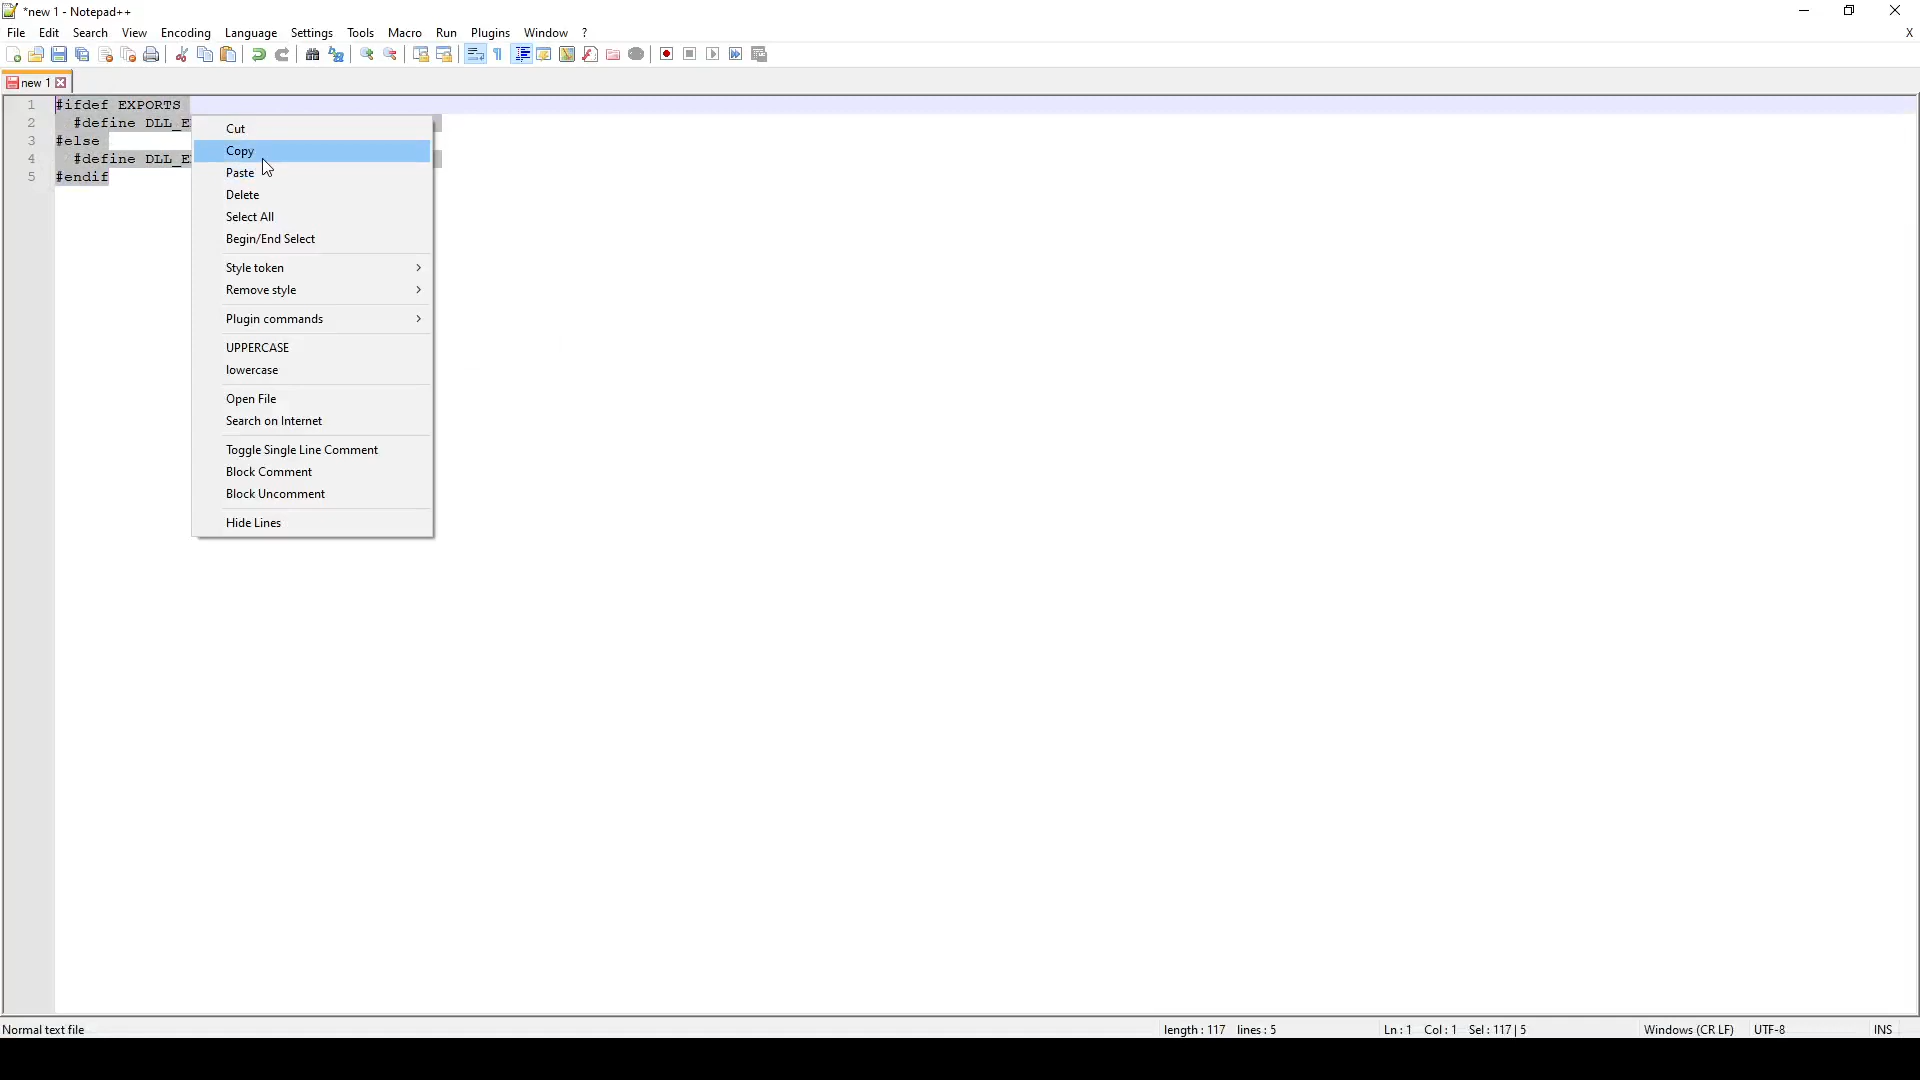 *new 1 - Notepad++
File Edit Search View Encoding Language Settings Tools Macro Run Plugins Window ? X
new 1
1 #ifdef EXPORTS
2 #define DLL_E
3 #else
4 #define DLL_E
5 #endif
Cut
Copy
Paste
Delete
Select All
Begin/End Select
Style token
Remove style
Plugin commands
UPPERCASE
lowercase
Open File
Search on Internet
Toggle Single Line Comment
Block Comment
Block Uncomment
Hide Lines
Normal text file length : 117 lines : 5 Ln : 1 Col : 1 Sel : 117 | 5 Windows (CR LF) UTF-8 INS